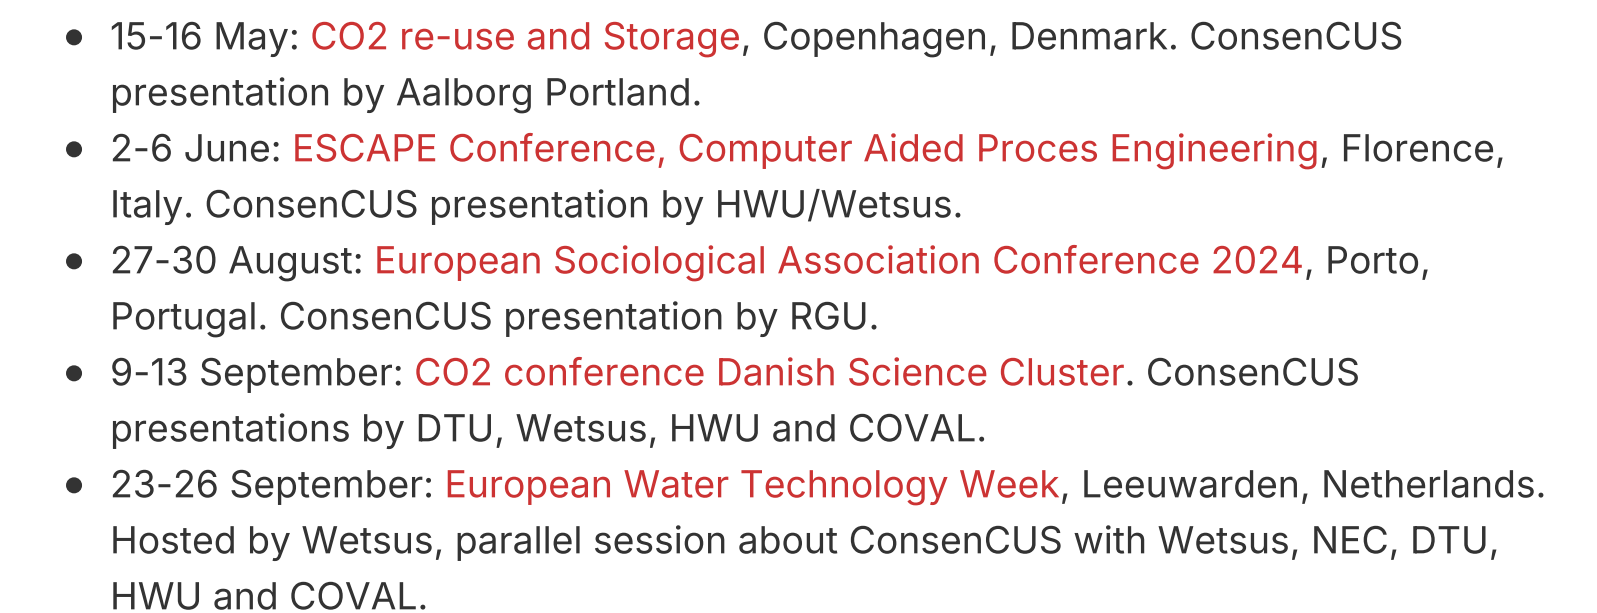 • 15-16 May: CO2 re-use and Storage, Copenhagen, Denmark. ConsenCUS
presentation by Aalborg Portland.
• 2-6 June: ESCAPE Conference, Computer Aided Proces Engineering, Florence,
Italy. ConsenCUS presentation by HWU/Wetsus.
• 27-30 August: European Sociological Association Conference 2024, Porto,
Portugal. ConsenCUS presentation by RGU.
• 9-13 September: CO2 conference Danish Science Cluster. ConsenCUS
presentations by DTU, Wetsus, HWU and COVAL.
• 23-26 September: European Water Technology Week, Leeuwarden, Netherlands.
Hosted by Wetsus, parallel session about ConsenCUS with Wetsus, NEC, DTU,
HWU and COVAL.